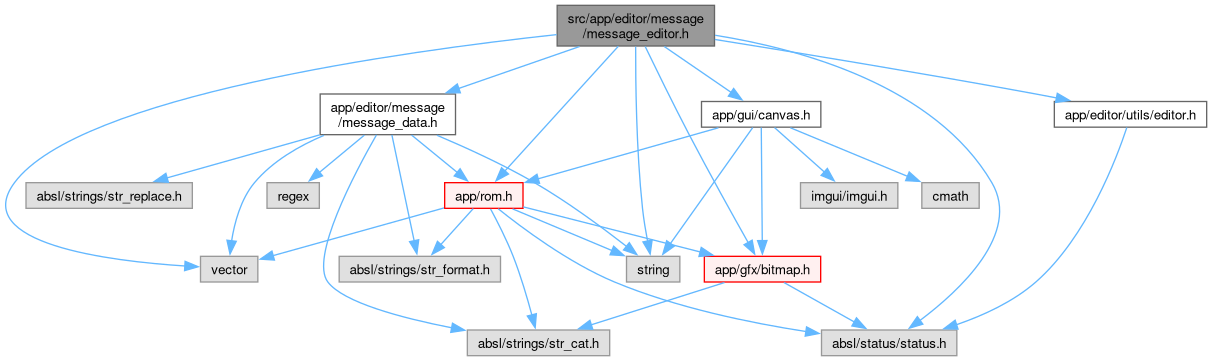 src/app/editor/message
/message_editor.h
app/editor/message
/message_data.h
app/gui/canvas.h
app/editor/utils/editor.h
absl/strings/str_replace.h
regex
app/rom.h
imgui/imgui.h
cmath
vector
absl/strings/str_format.h
string
app/gfx/bitmap.h
absl/strings/str_cat.h
absl/status/status.h